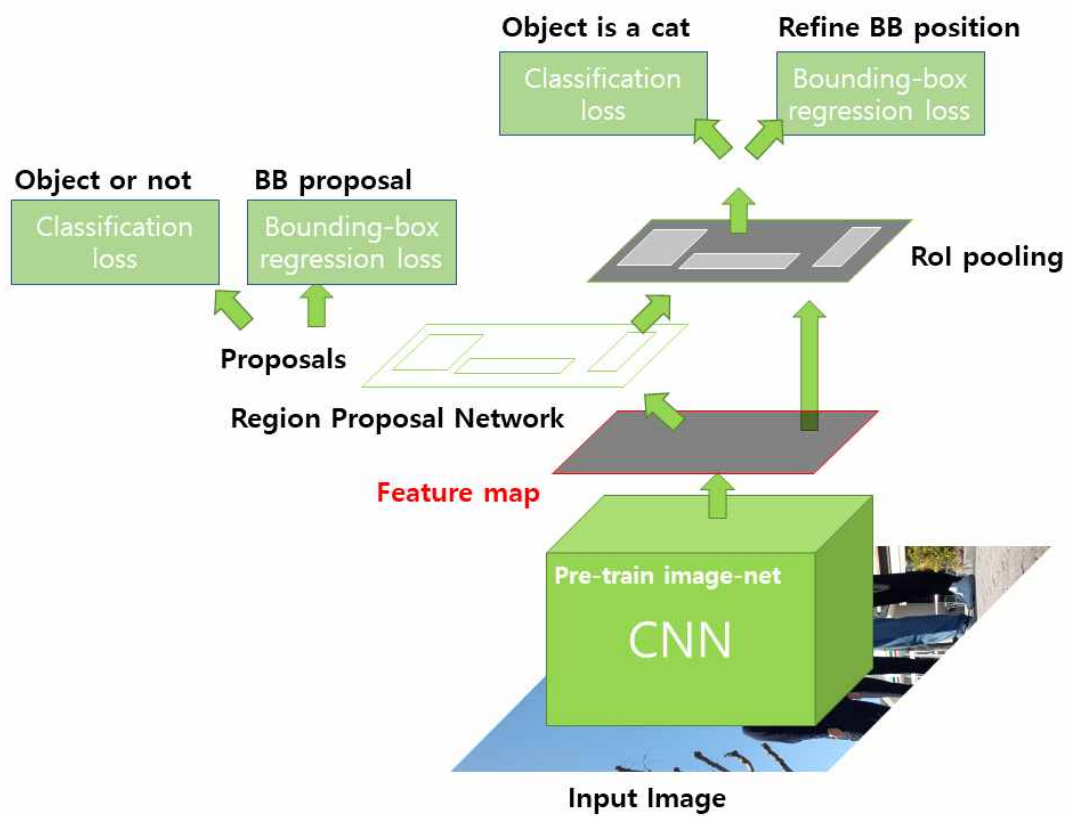 Object is a cat
Refine BB position
Classification
loss
Bounding-box
regression loss
Object or not
BB proposal
Classification
loss
Bounding-box
regression loss
RoI pooling
Proposals
Region Proposal Network
Feature map
Pre-train image-net
CNN
Input Image